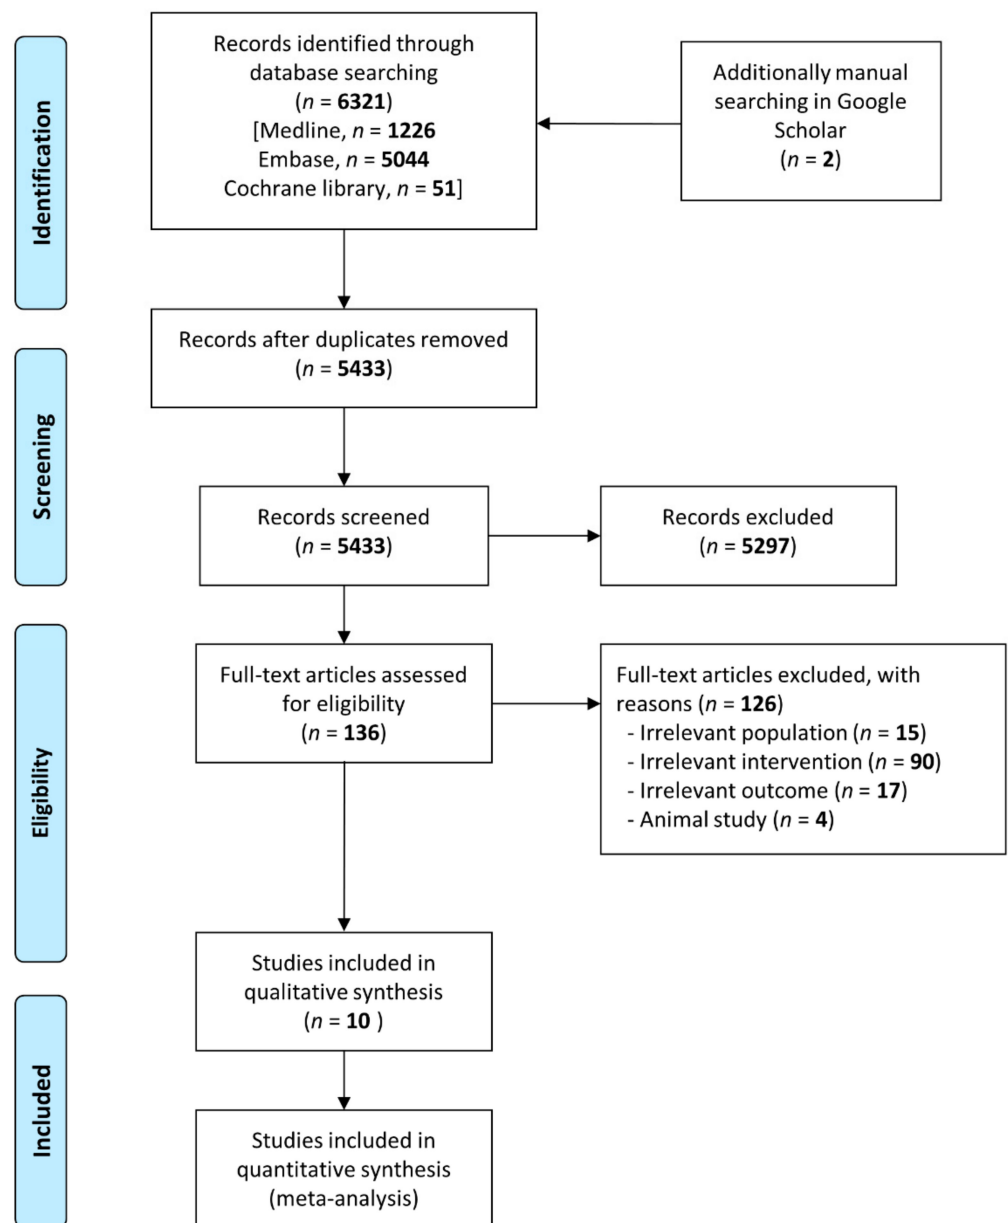 Identification
Records identified through
database searching
(n = 6321)
[Medline, n = 1226
Embase, n = 5044
Cochrane library, n = 51]
Additionally manual
searching in Google
Scholar
(n = 2)
Records after duplicates removed
(n = 5433)
Screening
Records screened
(n = 5433)
Records excluded
(n = 5297)
Eligibility
Full-text articles assessed
for eligibility
(n = 136)
Full-text articles excluded, with
reasons (n = 126)
- Irrelevant population (n = 15)
- Irrelevant intervention (n = 90)
- Irrelevant outcome (n = 17)
- Animal study (n = 4)
Studies included in
qualitative synthesis
(n = 10 )
Included
Studies included in
quantitative synthesis
(meta-analysis)